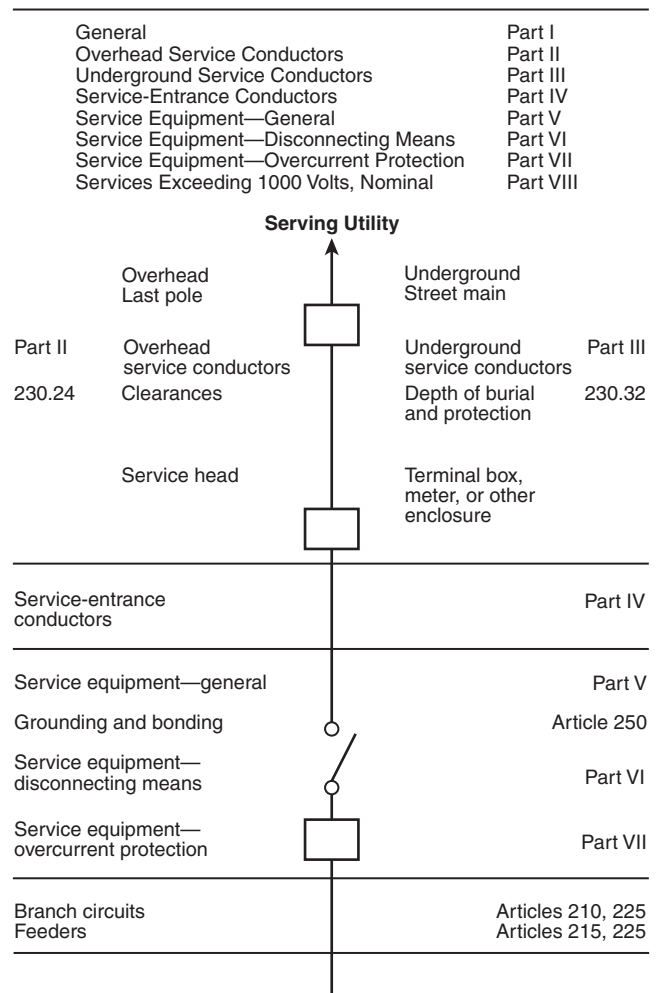 General Part I
Overhead Service Conductors Part II
Underground Service Conductors Part III
Service-Entrance Conductors Part IV
Service Equipment—General Part V
Service Equipment—Disconnecting Means Part VI
Service Equipment—Overcurrent Protection Part VII
Services Exceeding 1000 Volts, Nominal Part VIII
Serving Utility
Overhead
Last pole
Underground
Street main
Part II
Overhead
service conductors
Underground
service conductors
Part III
230.24
Clearances
Depth of burial
and protection
230.32
Service head
Terminal box,
meter, or other
enclosure
Service-entrance
conductors
Part IV
Service equipment—general Part V
Grounding and bonding Article 250
Service equipment—
disconnecting means
Part VI
Service equipment—
overcurrent protection
Part VII
Branch circuits Articles 210, 225
Feeders Articles 215, 225